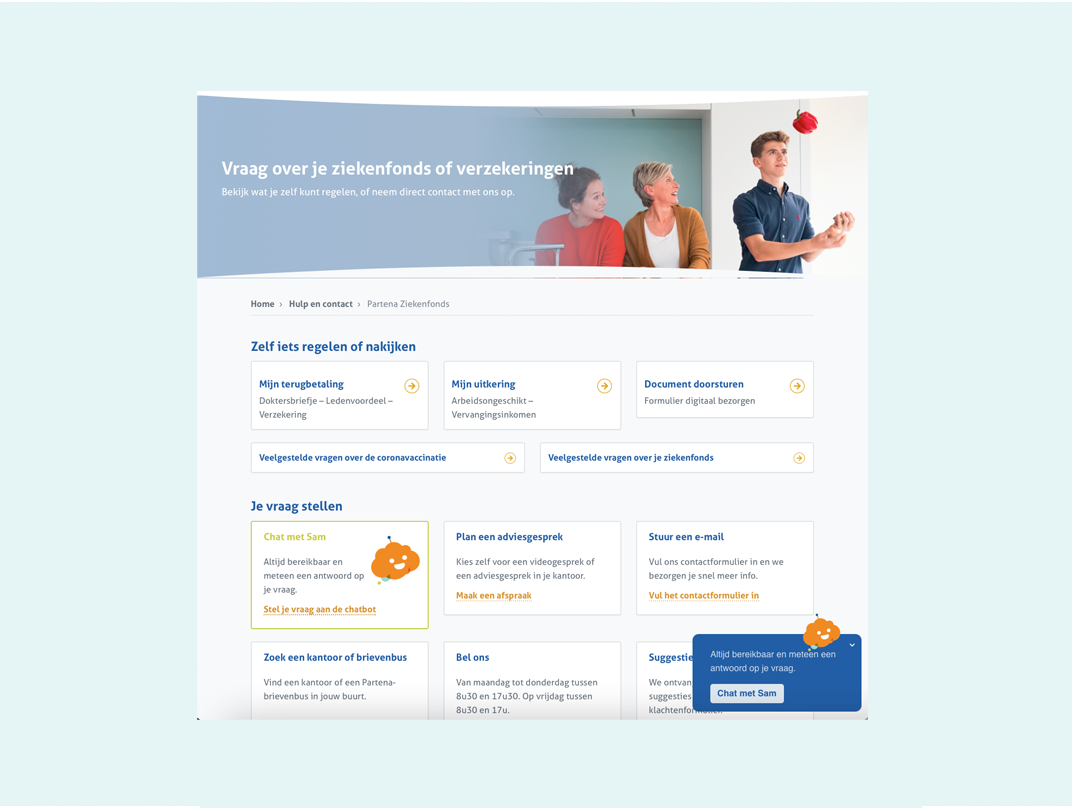 Vraag over je ziekenfonds of verzekeringen
Bekijk wat je zelf kunt regelen, of neem direct contact met ons op.
Home › Hulp en contact › Partena Ziekenfonds
Zelf iets regelen of nakijken
Mijn terugbetaling
Doktersbriefje – Ledenvoordeel –
Verzekering
Mijn uitkering
Arbeidsongeschikt –
Vervangingsinkomen
Document doorsturen
Formulier digitaal bezorgen
Veelgestelde vragen over de coronavaccinatie
Veelgestelde vragen over je ziekenfonds
Je vraag stellen
Chat met Sam
Altijd bereikbaar en
meteen een antwoord op
je vraag.
Stel je vraag aan de chatbot
Plan een adviesgesprek
Kies zelf voor een videogesprek of
een adviesgesprek in je kantoor.
Maak een afspraak
Stuur een e-mail
Vul ons contactformulier in en we
bezorgen je snel meer info.
Vul het contactformulier in
Zoek een kantoor of brievenbus
Vind een kantoor of een Partena-
brievenbus in jouw buurt.
Bel ons
Van maandag tot donderdag tussen
8u30 en 17u30. Op vrijdag tussen
8u30 en 17u.
Suggestie
We ontvan
suggesties
Altijd bereikbaar en meteen een
antwoord op je vraag.
Chat met Sam